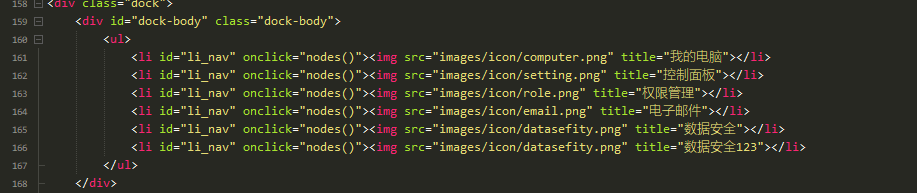 158 <div class="dock">
159 <div id="dock-body" class="dock-body">
160 <ul>
161 <li id="li_nav" onclick="nodes()"><img src="images/icon/computer.png" title="我的电脑"></li>
162 <li id="li_nav" onclick="nodes()"><img src="images/icon/setting.png" title="控制面板"></li>
163 <li id="li_nav" onclick="nodes()"><img src="images/icon/role.png" title="权限管理"></li>
164 <li id="li_nav" onclick="nodes()"><img src="images/icon/email.png" title="电子邮件"></li>
165 <li id="li_nav" onclick="nodes()"><img src="images/icon/datasefity.png" title="数据安全"></li>
166 <li id="li_nav" onclick="nodes()"><img src="images/icon/datasefity.png" title="数据安全123"></li>
167 </ul>
168 </div>